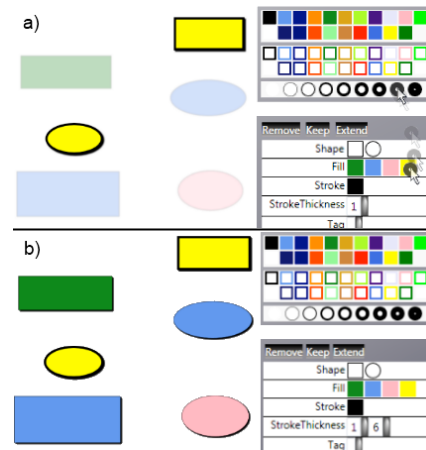 a)
Remove Keep Extend
Shape
Fill
Stroke
StrokeThickness 1
Tag
b)
Remove Keep Extend
Shape
Fill
Stroke
StrokeThickness 1 6
Tag